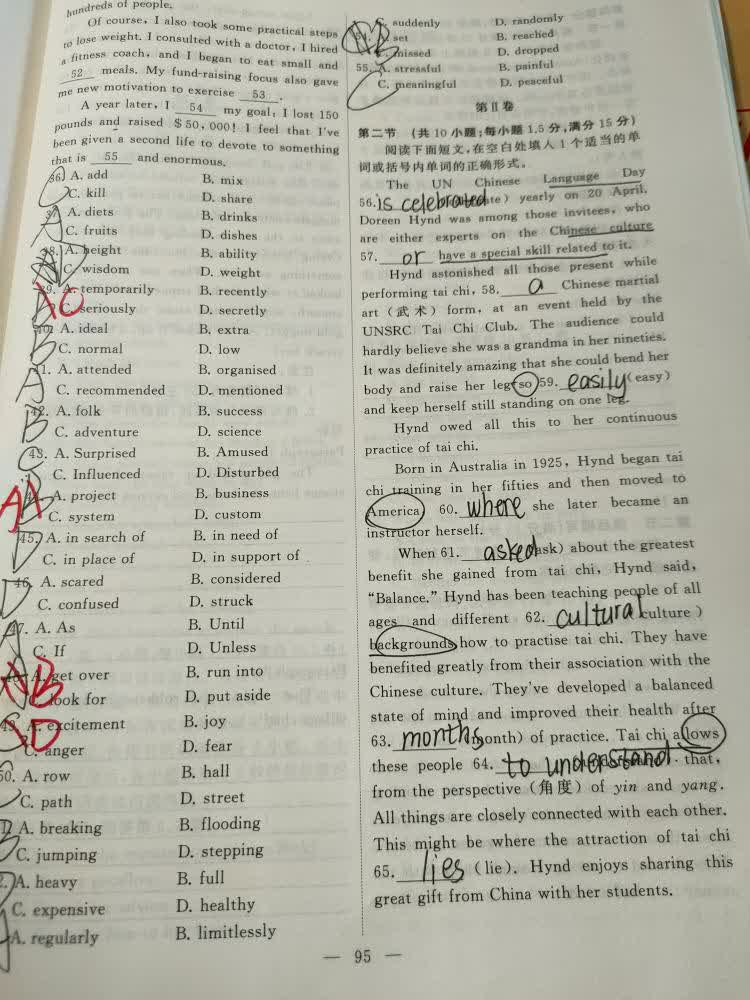 hundreds of people.
Of course, I also took some practical steps
to lose weight. I consulted with a doctor, I hired
a fitness coach, and I began to eat small and
52 meals. My fund-raising focus also gave
me new motivation to exercise 53 .
A year later, I 54 my goal: I lost 150
pounds and raised $50,000! I feel that I've
been given a second life to devote to something
that is 55 and enormous.
36. A. add B. mix
C. kill D. share
37. A. diets B. drinks
C. fruits D. dishes
38. A. height B. ability
C. wisdom D. weight
39. A. temporarily B. recently
C. seriously D. secretly
40. A. ideal B. extra
C. normal D. low
41. A. attended B. organised
C. recommended D. mentioned
42. A. folk B. success
C. adventure D. science
43. A. Surprised B. Amused
C. Influenced D. Disturbed
A. project B. business
C. system D. custom
45. A. in search of B. in need of
C. in place of D. in support of
46. A. scared B. considered
C. confused D. struck
47. A. As B. Until
C. If D. Unless
A. get over B. run into
C. look for D. put aside
49. A. excitement B. joy
C. anger D. fear
50. A. row B. hall
C. path D. street
A. breaking B. flooding
C. jumping D. stepping
A. heavy B. full
C. expensive D. healthy
A. regularly B. limitlessly
C. suddenly D. randomly
A. set B. reached
C. missed D. dropped
55. A. stressful B. painful
C. meaningful D. peaceful
第Ⅱ卷
第二节 (共10小题;每小题1.5分,满分15分)
阅读下面短文,在空白处填入1个适当的单
词或括号内单词的正确形式。
The UN Chinese Language Day
56. is celebrated yearly on 20 April.
Doreen Hynd was among those invitees, who
are either experts on the Chinese culture
57. or have a special skill related to it.
Hynd astonished all those present while
performing tai chi, 58. a Chinese martial
art (武术) form, at an event held by the
UNSRC Tai Chi Club. The audience could
hardly believe she was a grandma in her nineties.
It was definitely amazing that she could bend her
body and raise her leg so 59. easily (easy)
and keep herself still standing on one leg.
Hynd owed all this to her continuous
practice of tai chi.
Born in Australia in 1925, Hynd began tai
chi training in her fifties and then moved to
America 60. where she later became an
instructor herself.
When 61. asked (ask) about the greatest
benefit she gained from tai chi, Hynd said,
"Balance." Hynd has been teaching people of all
ages and different 62. cultural (culture)
backgrounds how to practise tai chi. They have
benefited greatly from their association with the
Chinese culture. They've developed a balanced
state of mind and improved their health after
63. months (month) of practice. Tai chi allows
these people 64. to understand that,
from the perspective (角度) of yin and yang.
All things are closely connected with each other.
This might be where the attraction of tai chi
65. lies (lie). Hynd enjoys sharing this
great gift from China with her students.
— 95 —